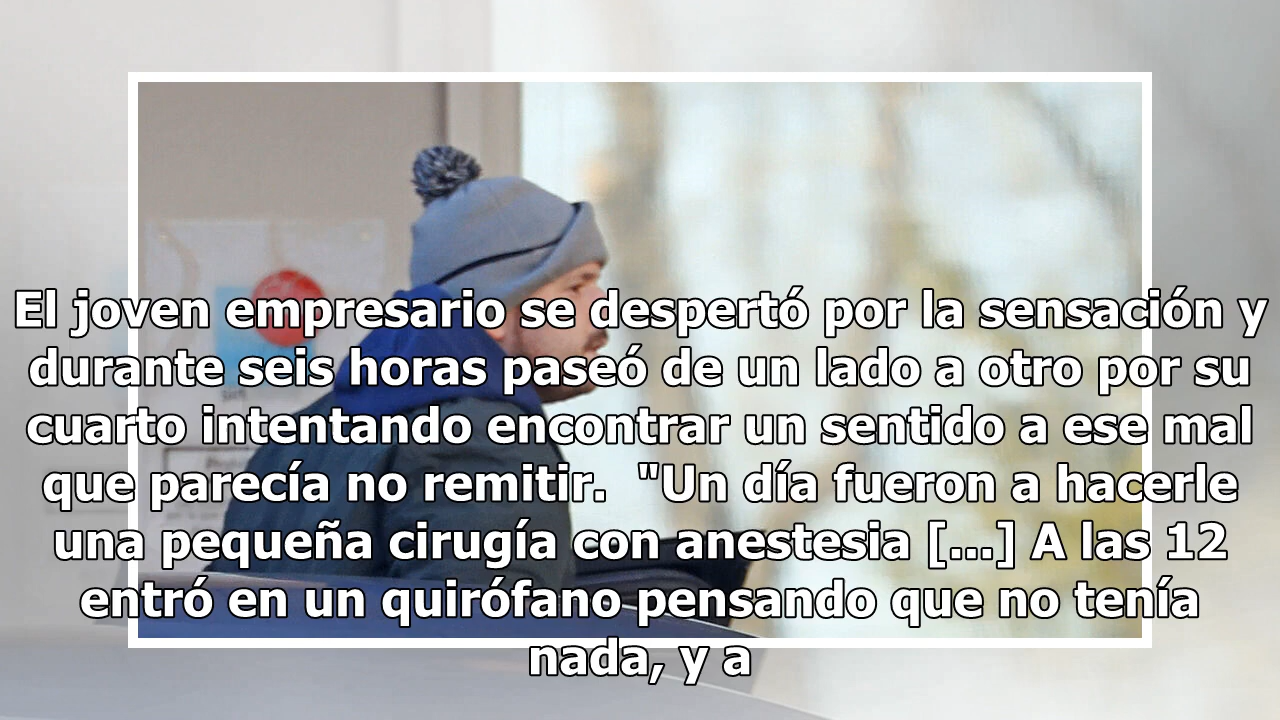 El joven empresario se despertó por la sensación y
durante seis horas paseó de un lado a otro por su
cuarto intentando encontrar un sentido a ese mal
que parecía no remitir.  "Un día fueron a hacerle
una pequeña cirugía con anestesia [...] A las 12
entró en un quirófano pensando que no tenía
nada, y a